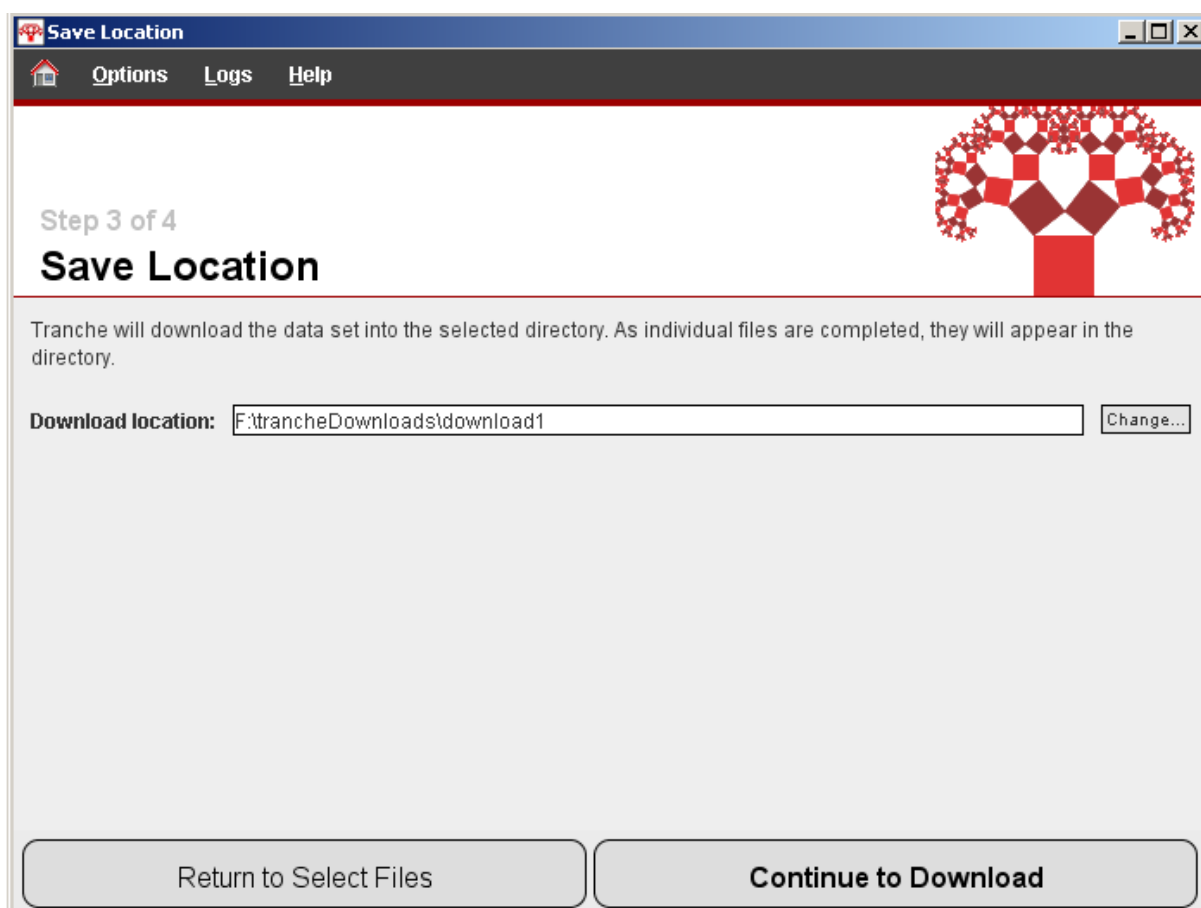 Save Location
Options Logs Help
Step 3 of 4
Save Location
Tranche will download the data set into the selected directory. As individual files are completed, they will appear in the
directory.
Download location: F:\trancheDownloads\download1 Change...
Return to Select Files Continue to Download